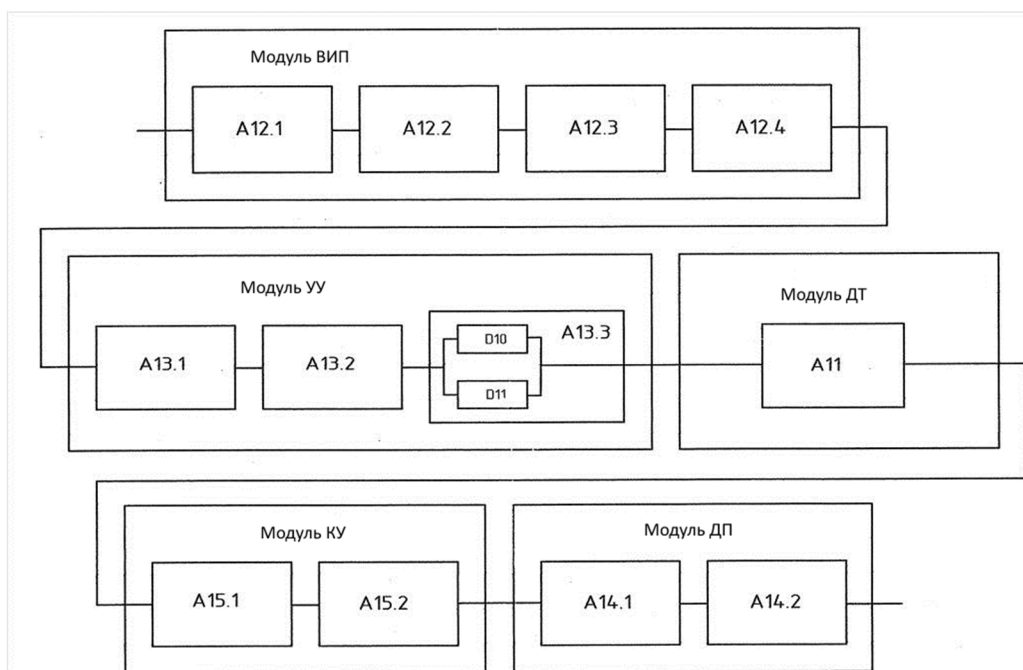 Модуль ВИП
A12.1
A12.2
A12.3
A12.4
Модуль УУ
Модуль ДТ
A13.1
A13.2
D10
A13.3
D11
A11
Модуль КУ
Модуль ДП
A15.1
A15.2
A14.1
A14.2